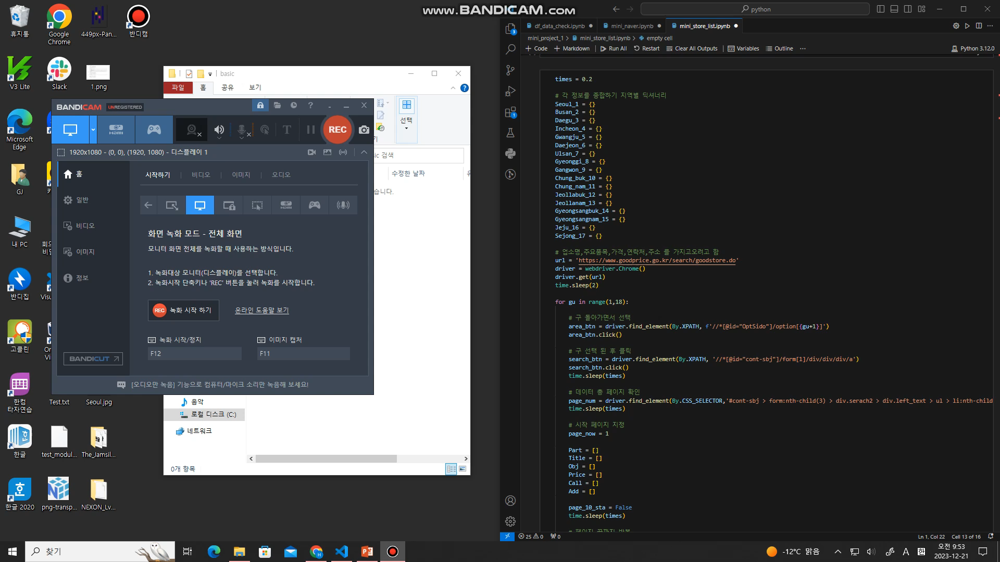 www.BANDICAM.com
휴지통
Google Chrome
449px-Pan...
반디캠
V3 Lite
Slack
1.png
Microsoft Edge
GJ
내 PC
반디집
고클린
한컴 타자연습
Test.txt
Seoul.jpg
한글
test_modul...
The_Jamsil...
한글 2020
png-transp...
NEXON_Lv...
basic
파일
홈
공유
보기
선택
검색
수정한 날짜
습니다.
음악
로컬 디스크 (C:)
네트워크
0개 항목
BANDICAM UNREGISTERED
HDMI
REC
1920x1080 - (0, 0), (1920, 1080) - 디스플레이 1
홈
일반
비디오
이미지
정보
BANDICUT
시작하기
비디오
이미지
오디오
HDMI
화면 녹화 모드 - 전체 화면
모니터 화면 전체를 녹화할 때 사용하는 방식입니다.
1. 녹화대상 모니터(디스플레이)를 선택합니다.
2. 녹화시작 단축키나 'REC' 버튼을 눌러 녹화를 시작합니다.
REC 녹화 시작 하기
온라인 도움말 보기
녹화 시작/정지
이미지 캡처
F12
F11
[오디오만 녹음] 기능으로 컴퓨터/마이크 소리만 녹음해 보세요!
python
df_data_check.ipynb
mini_naver.ipynb
mini_store_list.ipynb
mini_project_1 > mini_store_list.ipynb > empty cell
+ Code + Markdown Run All Restart Clear All Outputs Variables Outline ...
Python 3.12.0
times = 0.2
# 각 정보를 종합하기 지역별 딕셔너리
Seoul_1 = {}
Busan_2 = {}
Daegu_3 = {}
Incheon_4 = {}
Gwangju_5 = {}
Daejeon_6 = {}
Ulsan_7 = {}
Gyeonggi_8 = {}
Gangwon_9 = {}
Chung_buk_10 = {}
Chung_nam_11 = {}
Jeollabuk_12 = {}
Jeollanam_13 = {}
Gyeongsangbuk_14 = {}
Gyeongsangnam_15 = {}
Jeju_16 = {}
Sejong_17 = {}
# 업소명,주요품목,가격,연락처,주소 를 가지고오려고 함
url = 'https://www.goodprice.go.kr/search/goodstore.do'
driver = webdriver.Chrome()
driver.get(url)
time.sleep(2)
for gu in range(1,18):
# 구 돌아가면서 선택
area_btn = driver.find_element(By.XPATH, f'//*[@id="OptSido"]/option[{gu+1}]')
area_btn.click()
# 구 선택 된 후 클릭
search_btn = driver.find_element(By.XPATH, '//*[@id="cont-sbj"]/form[1]/div/div/div/a')
search_btn.click()
time.sleep(times)
# 데이터 총 페이지 확인
page_num = driver.find_element(By.CSS_SELECTOR,'#cont-sbj > form:nth-child(3) > div.serach2 > div.left_text > ul > li:nth-child
time.sleep(times)
# 시작 페이지 지정
page_now = 1
Part = []
Title = []
Obj = []
Price = []
Call = []
Add = []
page_10_sta = False
time.sleep(times)
25 0 0
Ln 1, Col 22
Cell 13 of 16
찾기
-12°C 맑음
A
한
오전 9:53
2023-12-21